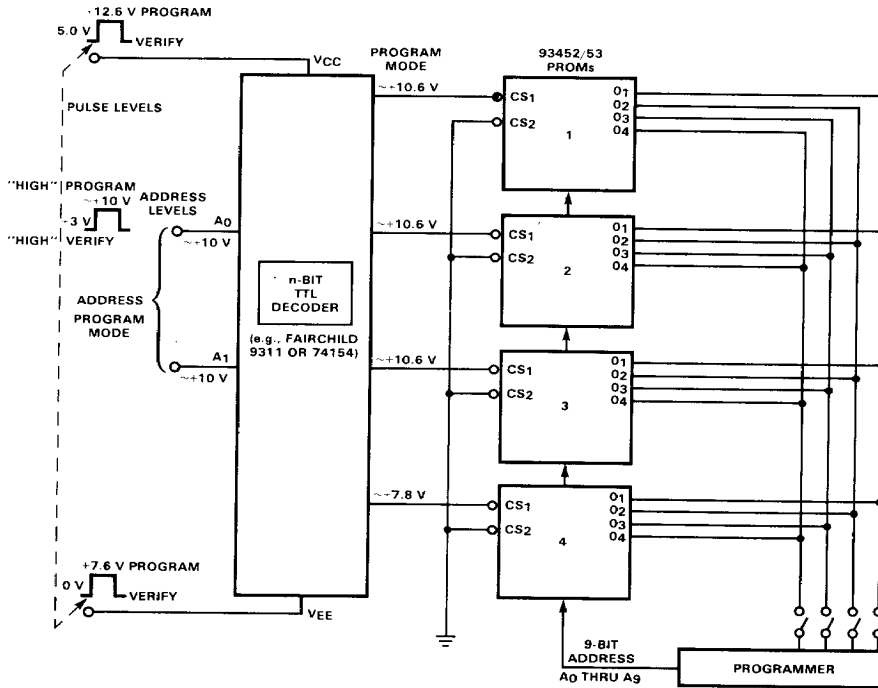 ·12.6 V PROGRAM
5.0 V
VERIFY
VCC
PULSE LEVELS
"HIGH" PROGRAM
~+10 V
+3 V
"HIGH" VERIFY
ADDRESS
LEVELS
A0
~+10 V
ADDRESS
PROGRAM
MODE
A1
~+10 V
n-BIT
TTL
DECODER
(e.g., FAIRCHILD
9311 OR 74154)
+7.6 V PROGRAM
0 V
VERIFY
VEE
PROGRAM
MODE
~+10.6 V
~+10.6 V
~+10.6 V
~+7.8 V
93452/53
PROMs
CS1
CS2
1
O1
O2
O3
O4
CS1
CS2
2
O1
O2
O3
O4
CS1
CS2
3
O1
O2
O3
O4
CS1
CS2
4
O1
O2
O3
O4
9-BIT
ADDRESS
A0 THRU A9
PROGRAMMER